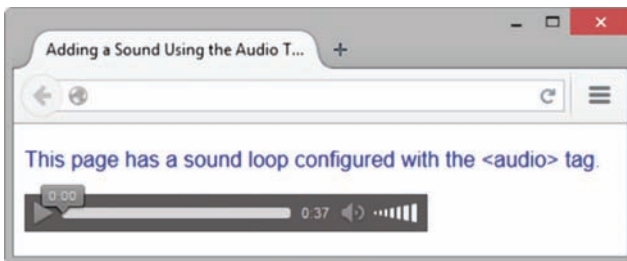 Adding a Sound Using the Audio T...
This page has a sound loop configured with the <audio> tag.
0:00
0:37